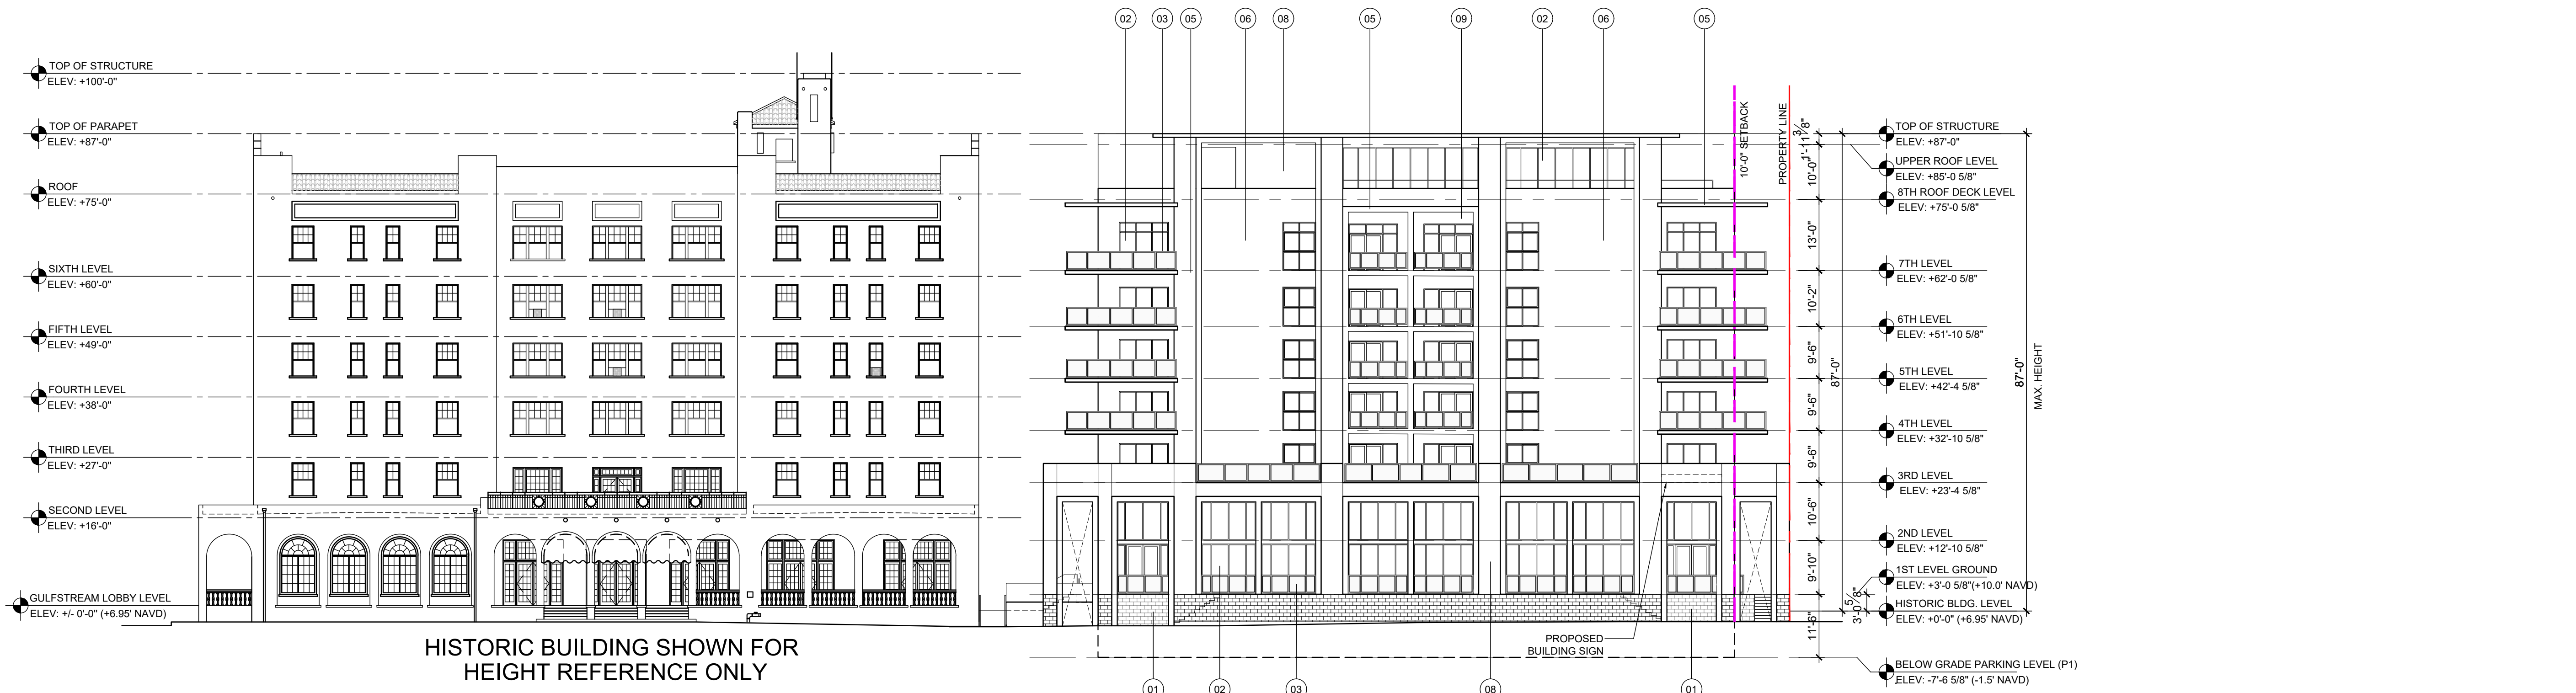 02
03
05
06
08
05
09
02
06
05
TOP OF STRUCTURE
ELEV: +100'-0"
TOP OF PARAPET
ELEV: +87'-0"
ROOF
ELEV: +75'-0"
SIXTH LEVEL
ELEV: +60'-0"
FIFTH LEVEL
ELEV: +49'-0"
FOURTH LEVEL
ELEV: +38'-0"
THIRD LEVEL
ELEV: +27'-0"
SECOND LEVEL
ELEV: +16'-0"
GULFSTREAM LOBBY LEVEL
ELEV: +/- 0'-0" (+6.95' NAVD)
HISTORIC BUILDING SHOWN FOR
HEIGHT REFERENCE ONLY
PROPOSED
BUILDING SIGN
01
02
03
08
01
10'-0" SETBACK
PROPERTY LINE
1'-11 3/8"
10'-0"
13'-0"
10'-2"
9'-6"
9'-6"
9'-6"
10'-6"
9'-10"
3'-0 5/8"
11'-6"
87'-0"
TOP OF STRUCTURE
ELEV: +87'-0"
UPPER ROOF LEVEL
ELEV: +85'-0 5/8"
8TH ROOF DECK LEVEL
ELEV: +75'-0 5/8"
7TH LEVEL
ELEV: +62'-0 5/8"
6TH LEVEL
ELEV: +51'-10 5/8"
5TH LEVEL
ELEV: +42'-4 5/8"
4TH LEVEL
ELEV: +32'-10 5/8"
3RD LEVEL
ELEV: +23'-4 5/8"
2ND LEVEL
ELEV: +12'-10 5/8"
1ST LEVEL GROUND
ELEV: +3'-0 5/8"(+10.0' NAVD)
HISTORIC BLDG. LEVEL
ELEV: +0'-0" (+6.95' NAVD)
BELOW GRADE PARKING LEVEL (P1)
ELEV: -7'-6 5/8" (-1.5' NAVD)
87'-0"
MAX. HEIGHT